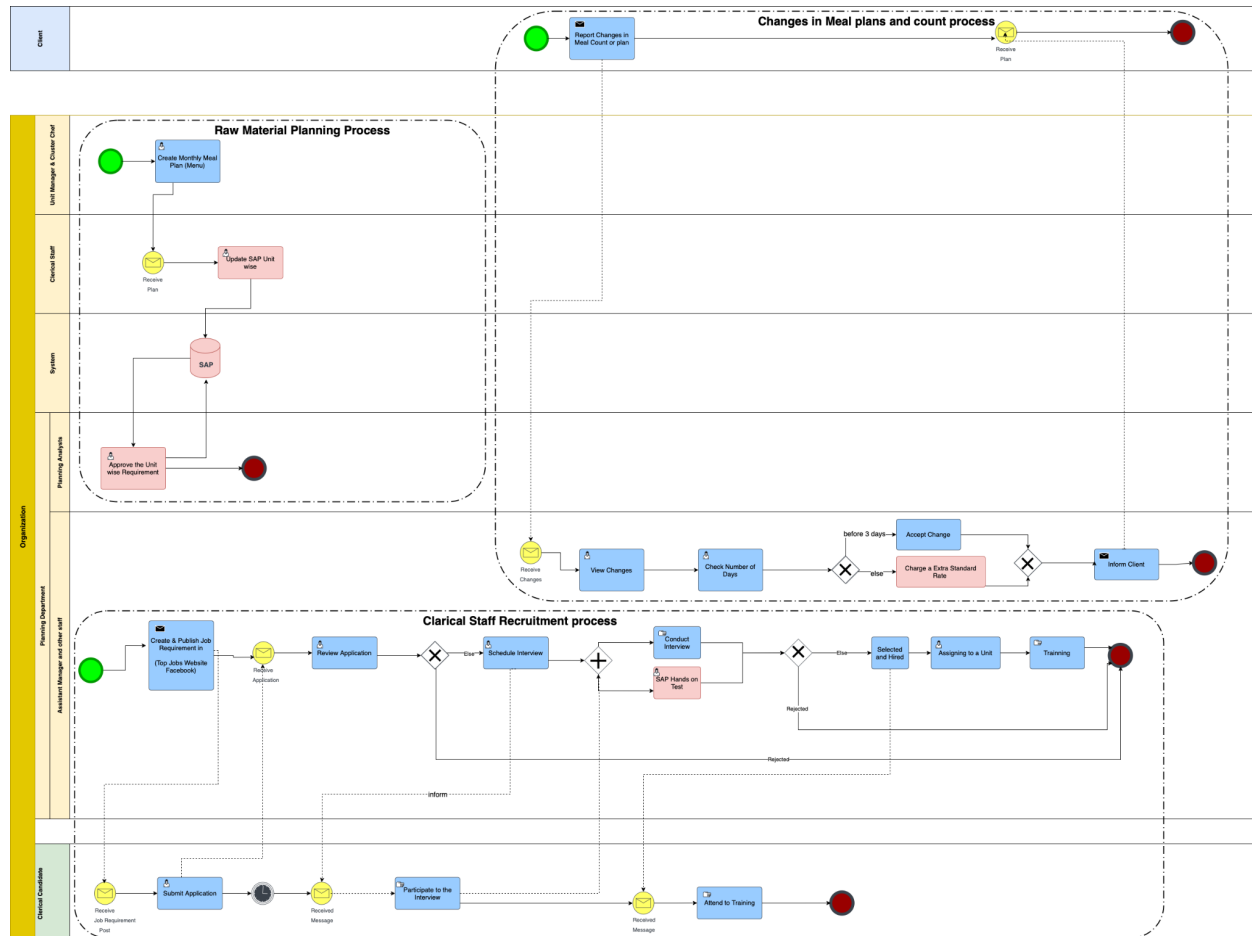 Changes in Meal plans and count process
Client
Report Changes in
Meal Count or plan
Receive
Plan
Organization
Unit Manager & Cluster Chef
Raw Material Planning Process
Create Monthly Meal
Plan (Menu)
Clerical Staff
Receive
Plan
Update SAP Unit
wise
System
SAP
Planning Department
Planning Analysts
Approve the Unit
wise Requirement
Assistant Manager and other staff
Receive
Changes
View Changes
Check Number of
Days
before 3 days
else
Accept Change
Charge a Extra Standard
Rate
Inform Client
Clarical Staff Recruitment process
Create & Publish Job
Requirement in
(Top Jobs Website
Facebook)
Receive
Application
Review Application
Else
Schedule Interview
Conduct
Interview
SAP Hands on
Test
Else
Selected
and Hired
Assigning to a Unit
Trainning
Rejected
Rejected
inform
Clerical Candidate
Receive
Job Requirement
Post
Submit Application
Received
Message
Participate to the
Interview
Received
Message
Attend to Training